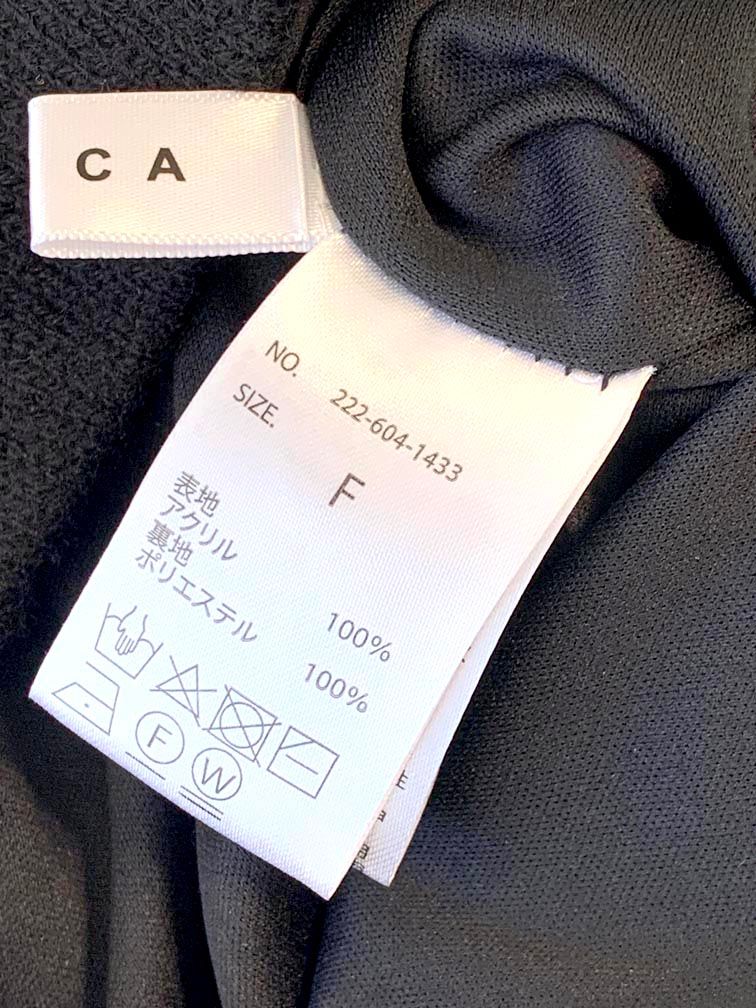 C A
NO. 222-604-1433
SIZE. F
表地
アクリル 100%
裏地
ポリエステル 100%
F
W